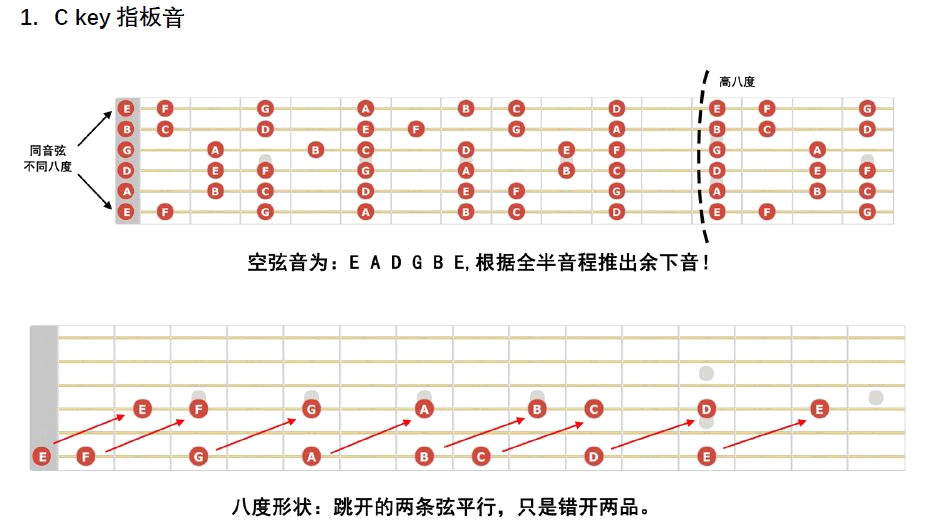 1. C key 指板音
高八度
E F G A B C D E F G
B C D E F G A B C D
同音弦
不同八度
G A B C D E F G A
D E F G A B C D E F
A B C D E F G A B C
E F G A B C D E F G
空弦音为：E A D G B E,根据全半音程推出余下音！
E F G A B C D E
E F G A B C D E
八度形状：跳开的两条弦平行，只是错开两品。